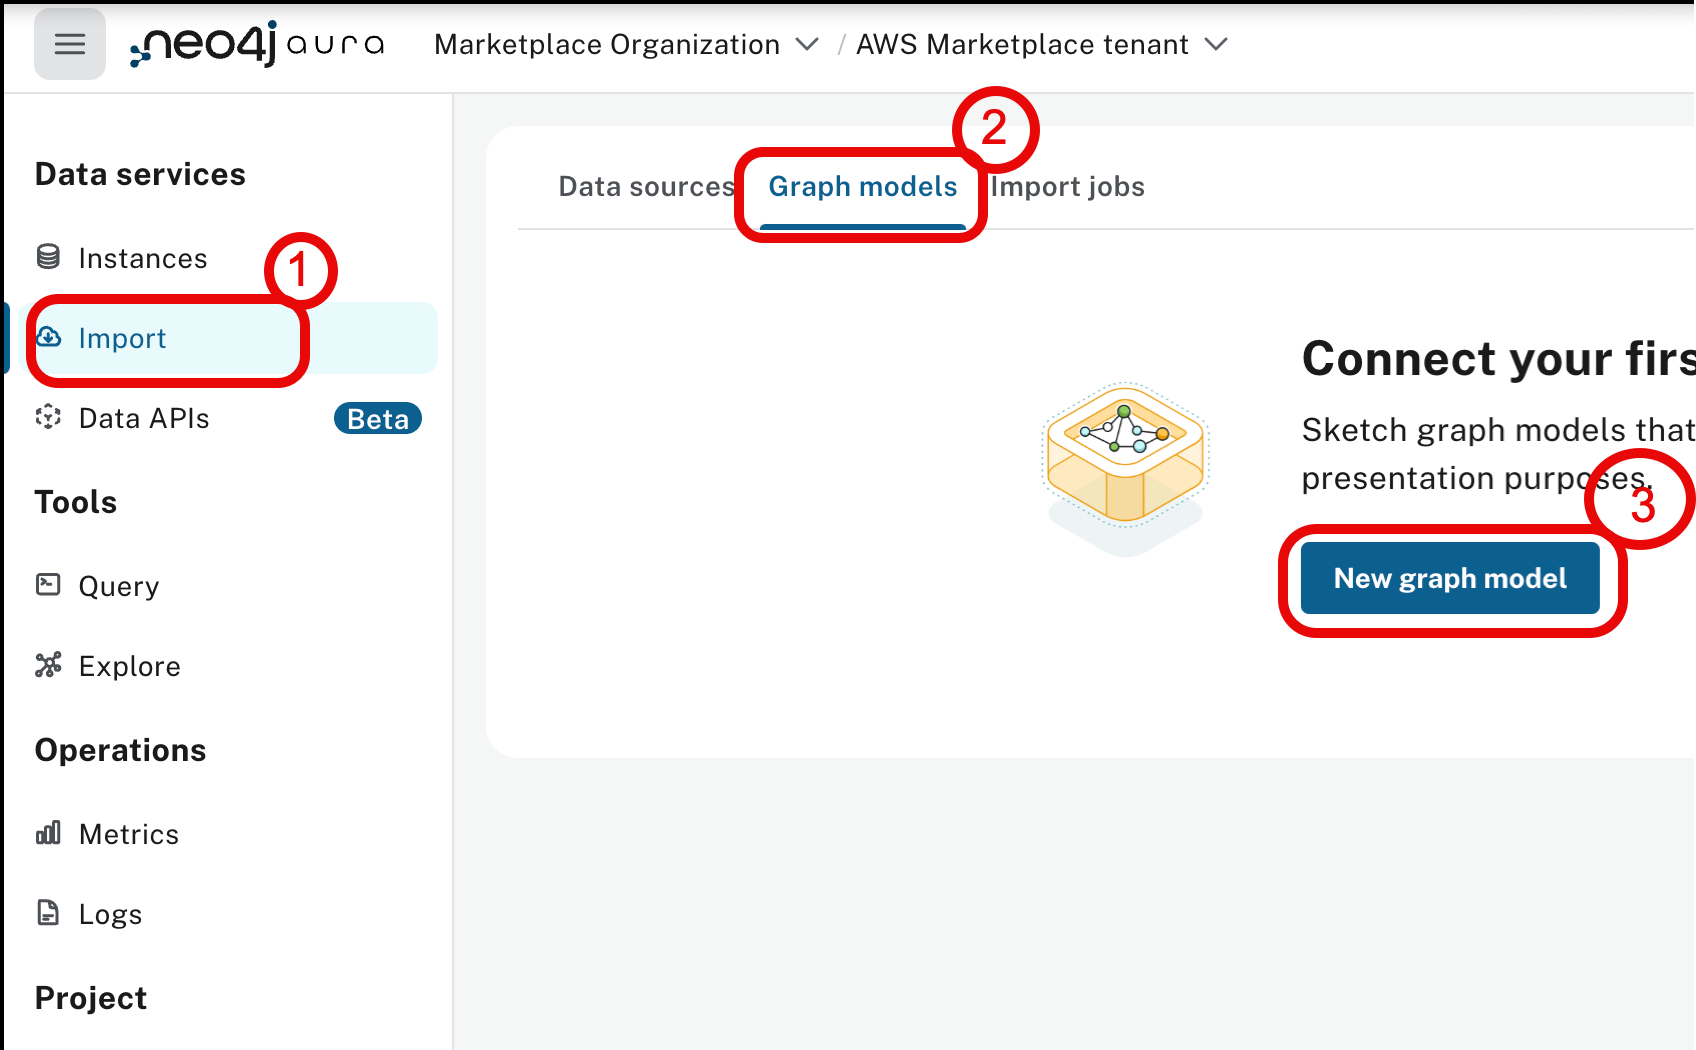 neo4j aura Marketplace Organization / AWS Marketplace tenant
Data services
Instances
1
Import
Data APIs Beta
Tools
Query
Explore
Operations
Metrics
Logs
Project
2
Data sources Graph models Import jobs
Connect your firs
Sketch graph models that
presentation purposes.
3
New graph model